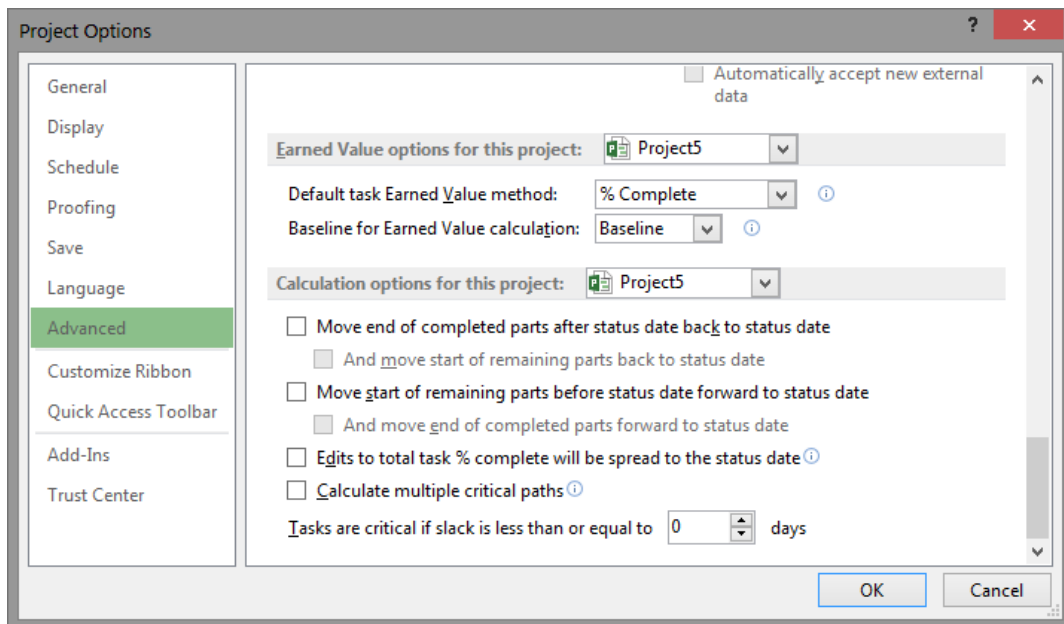 Project Options
?
General
Display
Schedule
Proofing
Save
Language
Advanced
Customize Ribbon
Quick Access Toolbar
Add-Ins
Trust Center
Automatically accept new external
data
Earned Value options for this project: Project5
Default task Earned Value method: % Complete
Baseline for Earned Value calculation: Baseline
Calculation options for this project: Project5
Move end of completed parts after status date back to status date
And move start of remaining parts back to status date
Move start of remaining parts before status date forward to status date
And move end of completed parts forward to status date
Edits to total task % complete will be spread to the status date
Calculate multiple critical paths
Tasks are critical if slack is less than or equal to 0 days
OK Cancel